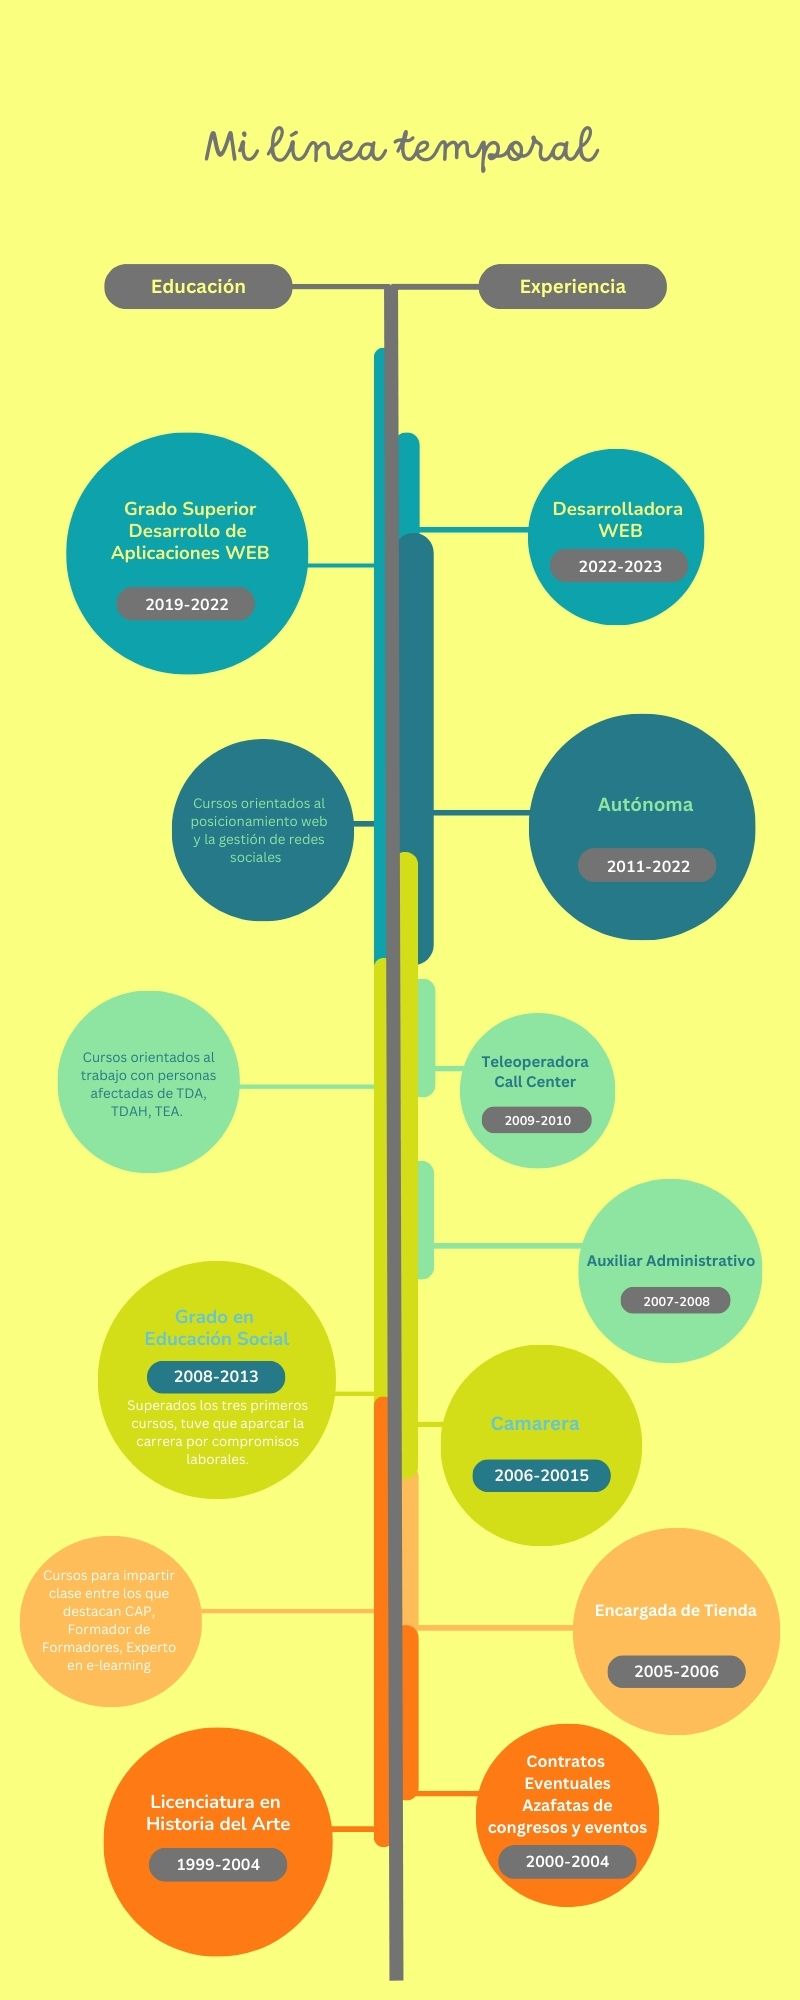 Mi línea temporal
Educación
Experiencia
Grado Superior
Desarrollo de
Aplicaciones WEB
2019-2022
Desarrolladora
WEB
2022-2023
Cursos orientados al
posicionamiento web
y la gestión de redes
sociales
Autónoma
2011-2022
Cursos orientados al
trabajo con personas
afectadas de TDA,
TDAH, TEA.
Teleoperadora
Call Center
2009-2010
Auxiliar Administrativo
2007-2008
Grado en
Educación Social
2008-2013
Superados los tres primeros
cursos, tuve que aparcar la
carrera por compromisos
laborales.
Camarera
2006-20015
Cursos para impartir
clase entre los que
destacan CAP,
Formador de
Formadores, Experto
en e-learning
Encargada de Tienda
2005-2006
Licenciatura en
Historia del Arte
1999-2004
Contratos
Eventuales
Azafatas de
congresos y eventos
2000-2004